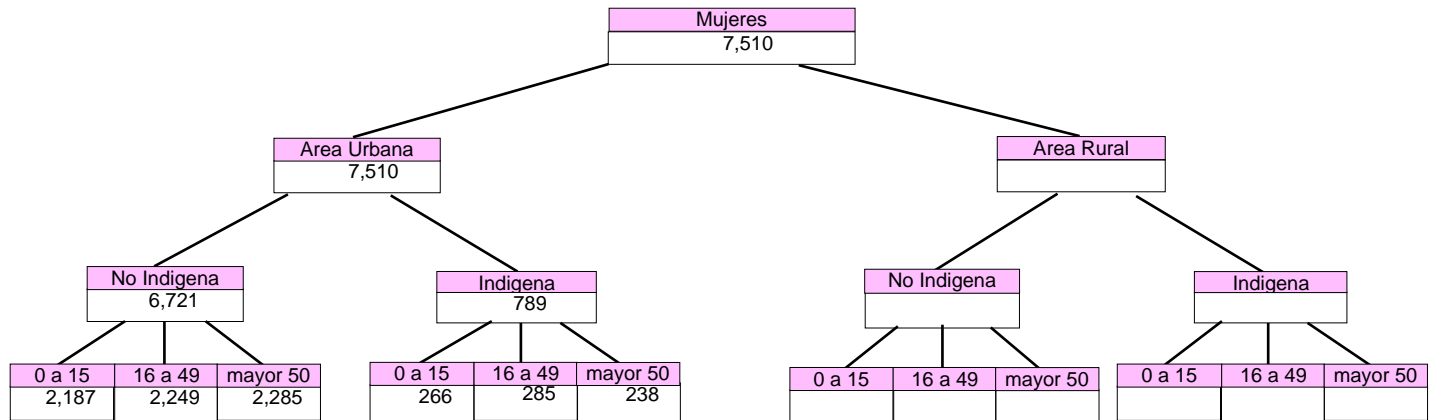 Mujeres
7,510
Area Urbana
7,510
Area Rural
No Indigena
6,721
Indigena
789
No Indigena
Indigena
0 a 15 16 a 49 mayor 50
2,187 2,249 2,285
0 a 15 16 a 49 mayor 50
266 285 238
0 a 15 16 a 49 mayor 50
0 a 15 16 a 49 mayor 50